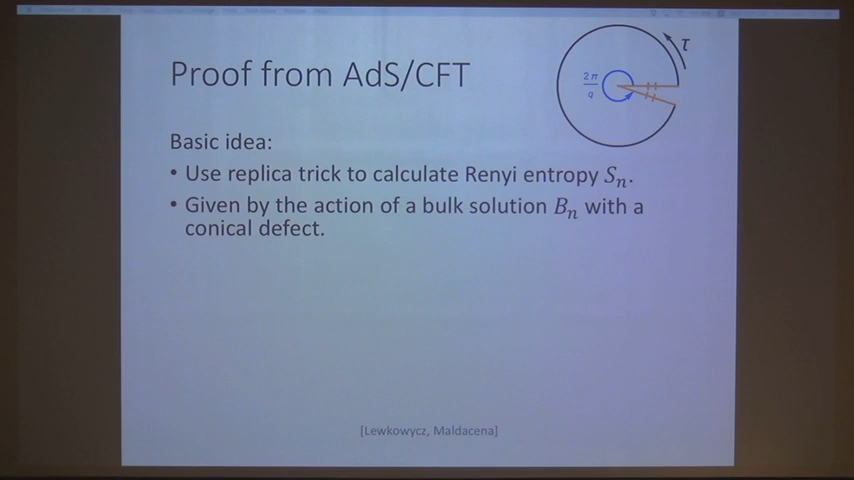 Proof from AdS/CFT
τ
2π
q
Basic idea:
• Use replica trick to calculate Renyi entropy Sₙ.
• Given by the action of a bulk solution Bₙ with a
conical defect.
[Lewkowycz, Maldacena]